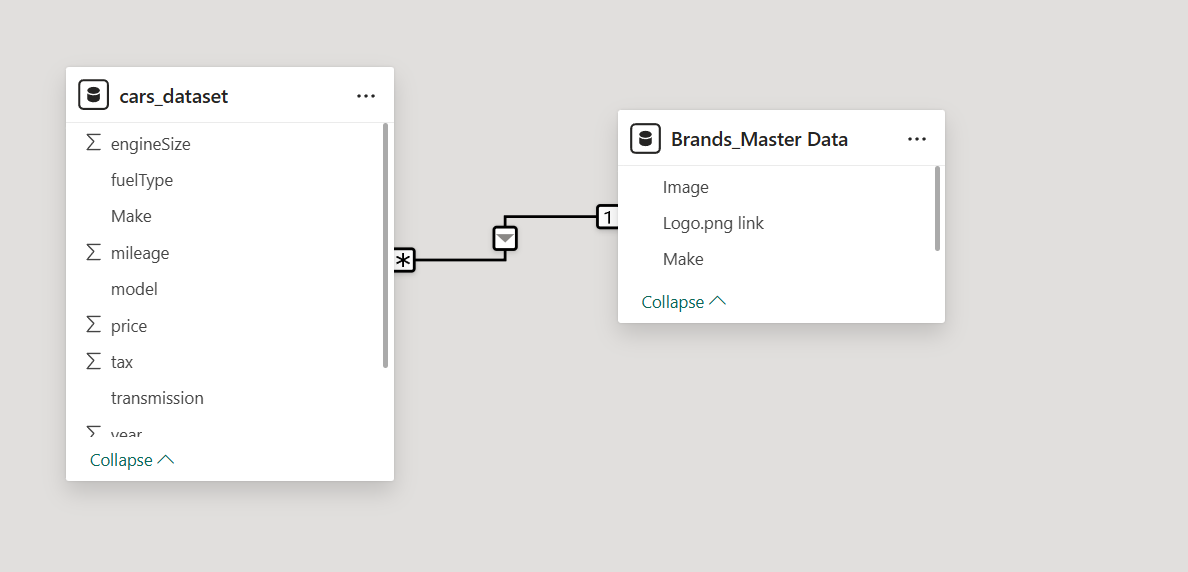 cars_dataset
engineSize
fuelType
Make
mileage
model
price
tax
transmission
year
Collapse
*
1
Brands_Master Data
Image
Logo.png link
Make
Collapse